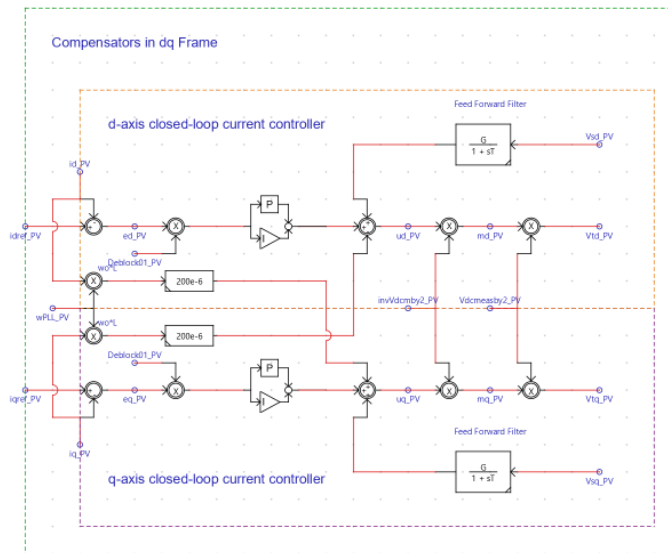 Compensators in dq Frame
d-axis closed-loop current controller
Feed Forward Filter
G
1 + sT
Vsd_PV
id_PV
P
I
idref_PV
ed_PV
X
ud_PV
X
md_PV
X
Vtd_PV
Deblock01_PV
X
wo*L
200e-6
wPLL_PV
invVdcmby2_PV
Vdcmeasby2_PV
wo*L
X
200e-6
Deblock01_PV
P
I
iqref_PV
eq_PV
X
uq_PV
X
mq_PV
X
Vtq_PV
Feed Forward Filter
iq_PV
G
1 + sT
Vsq_PV
q-axis closed-loop current controller